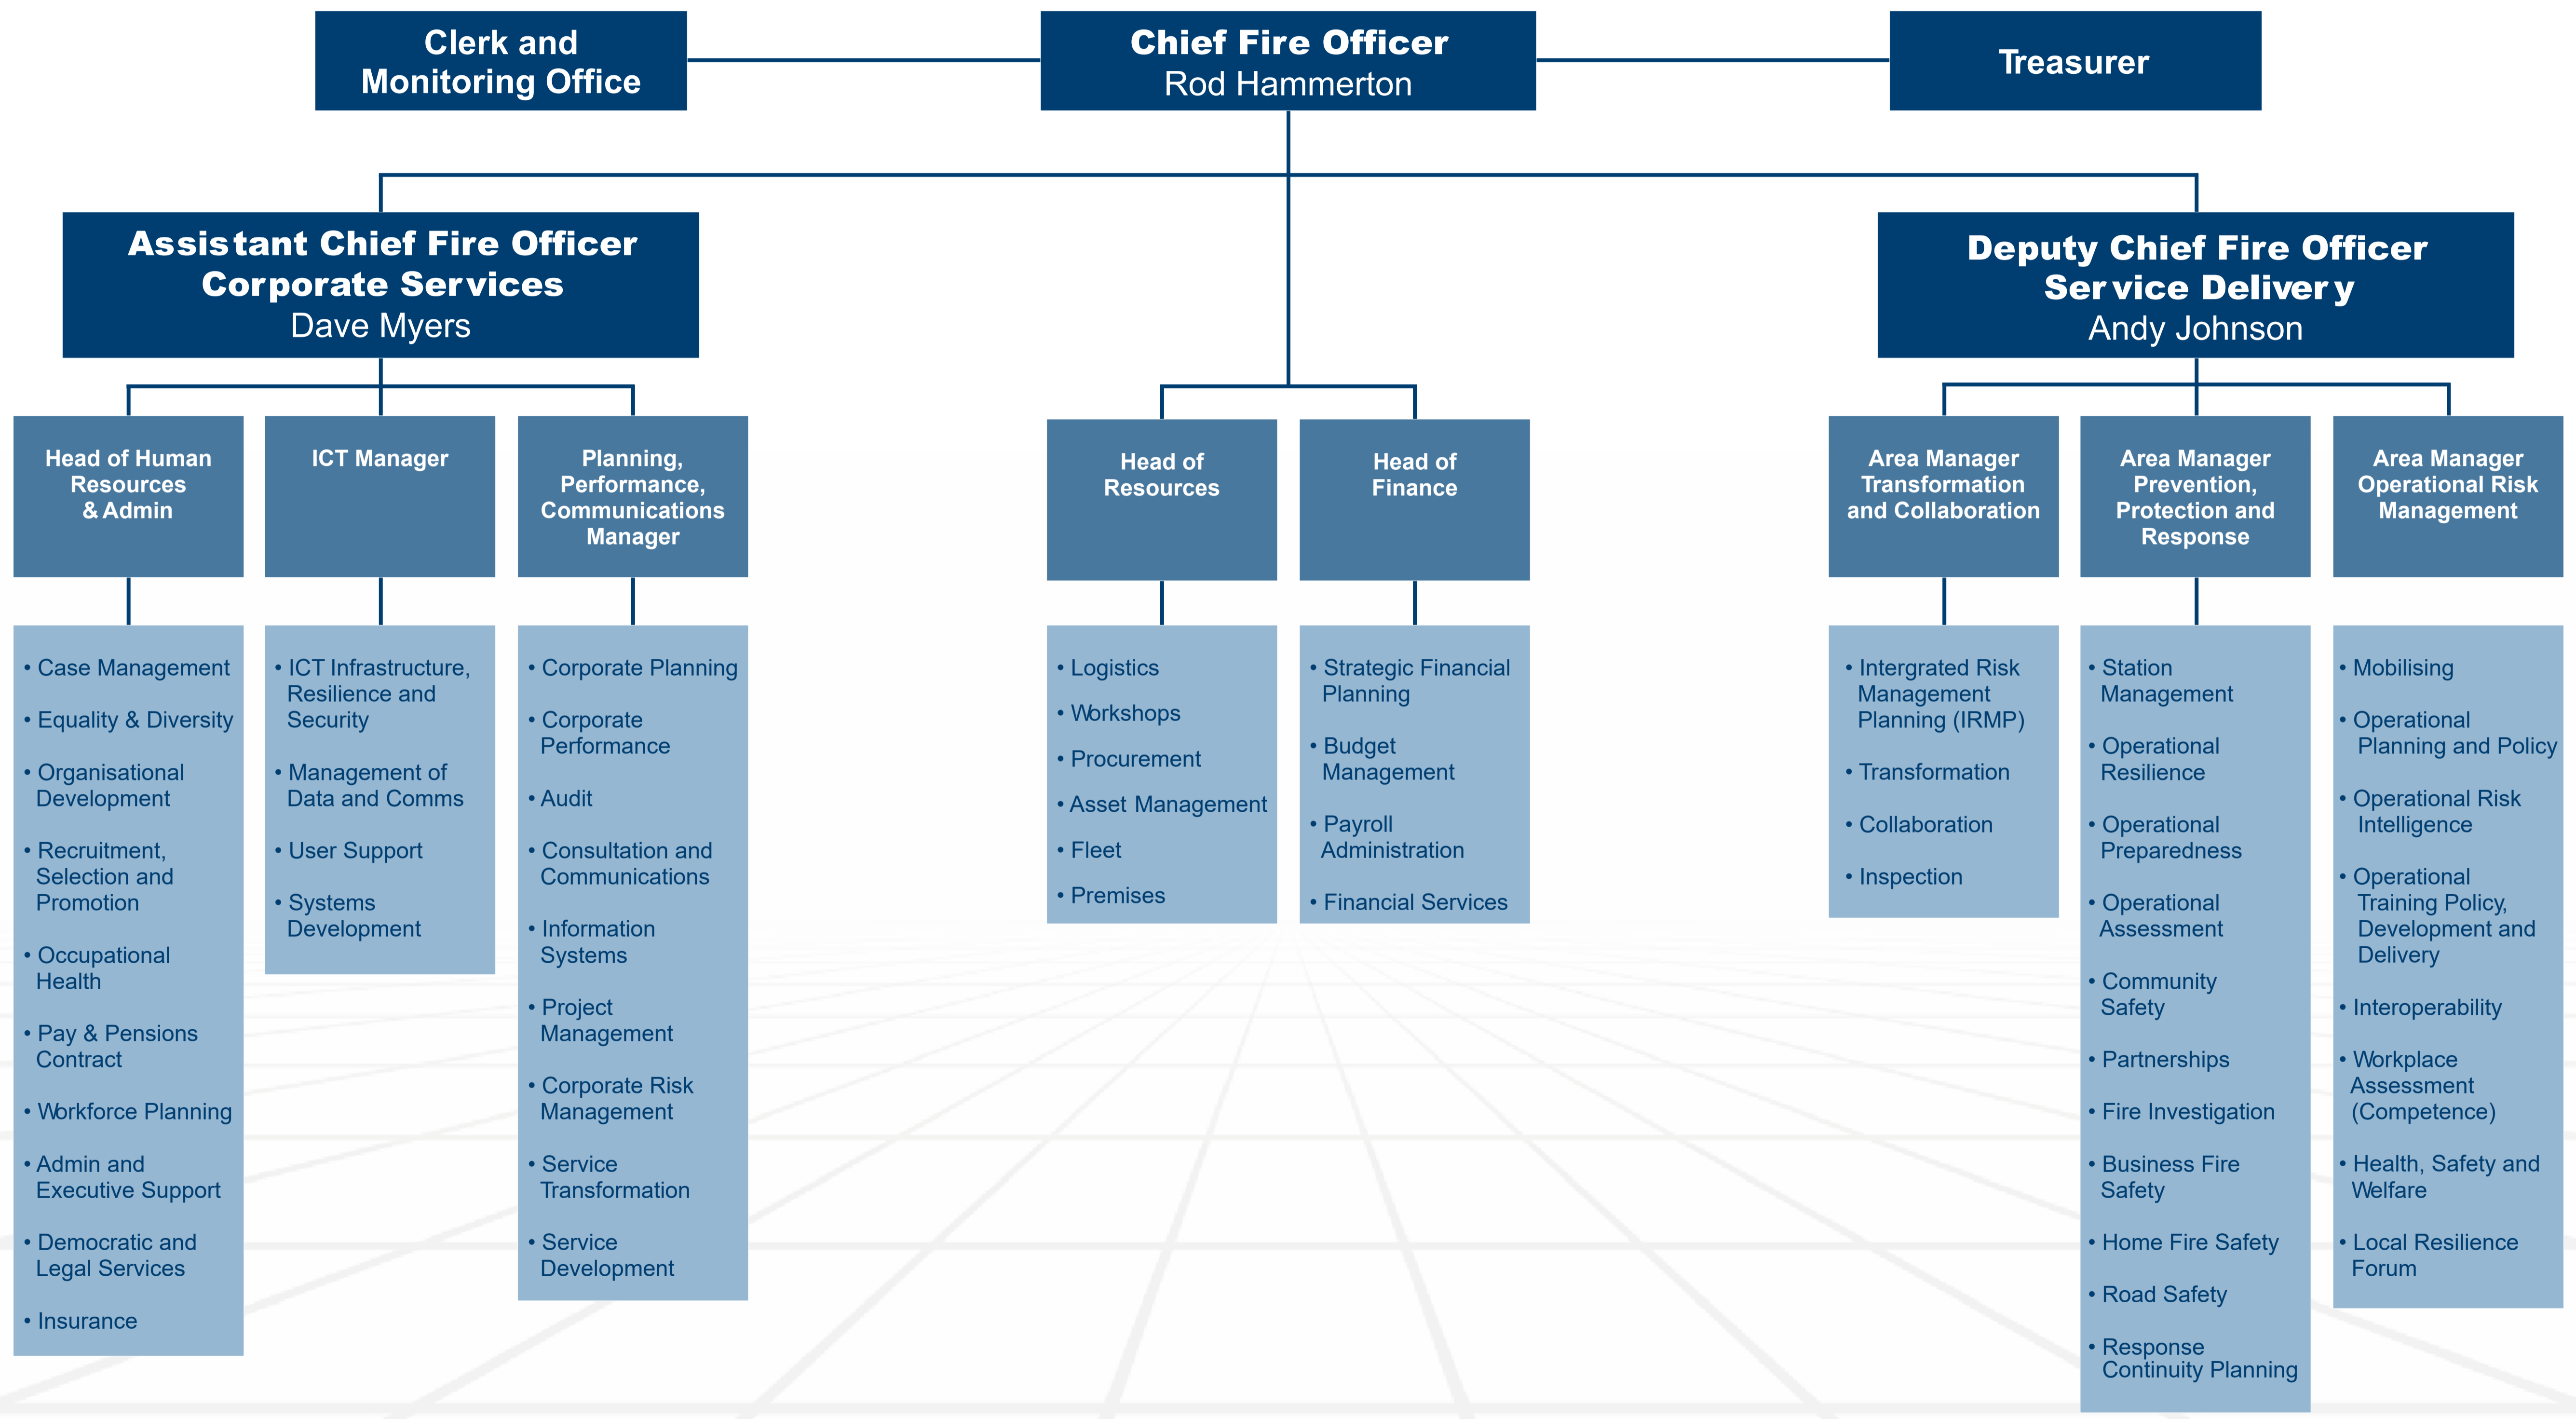 Clerk and
Monitoring Office
Chief Fire Officer
Rod Hammerton
Treasurer
Assistant Chief Fire Officer
Corporate Services
Dave Myers
Deputy Chief Fire Officer
Service Delivery
Andy Johnson
Head of Human
Resources
& Admin
ICT Manager
Planning,
Performance,
Communications
Manager
Head of
Resources
Head of
Finance
Area Manager
Transformation
and Collaboration
Area Manager
Prevention,
Protection and
Response
Area Manager
Operational Risk
Management
• Case Management
• Equality & Diversity
• Organisational
Development
• Recruitment,
Selection and
Promotion
• Occupational
Health
• Pay & Pensions
Contract
• Workforce Planning
• Admin and
Executive Support
• Democratic and
Legal Services
• Insurance
• ICT Infrastructure,
Resilience and
Security
• Management of
Data and Comms
• User Support
• Systems
Development
• Corporate Planning
• Corporate
Performance
• Audit
• Consultation and
Communications
• Information
Systems
• Project
Management
• Corporate Risk
Management
• Service
Transformation
• Service
Development
• Logistics
• Workshops
• Procurement
• Asset Management
• Fleet
• Premises
• Strategic Financial
Planning
• Budget
Management
• Payroll
Administration
• Financial Services
• Intergrated Risk
Management
Planning (IRMP)
• Transformation
• Collaboration
• Inspection
• Station
Management
• Operational
Resilience
• Operational
Preparedness
• Operational
Assessment
• Community
Safety
• Partnerships
• Fire Investigation
• Business Fire
Safety
• Home Fire Safety
• Road Safety
• Response
Continuity Planning
• Mobilising
• Operational
Planning and Policy
• Operational Risk
Intelligence
• Operational
Training Policy,
Development and
Delivery
• Interoperability
• Workplace
Assessment
(Competence)
• Health, Safety and
Welfare
• Local Resilience
Forum